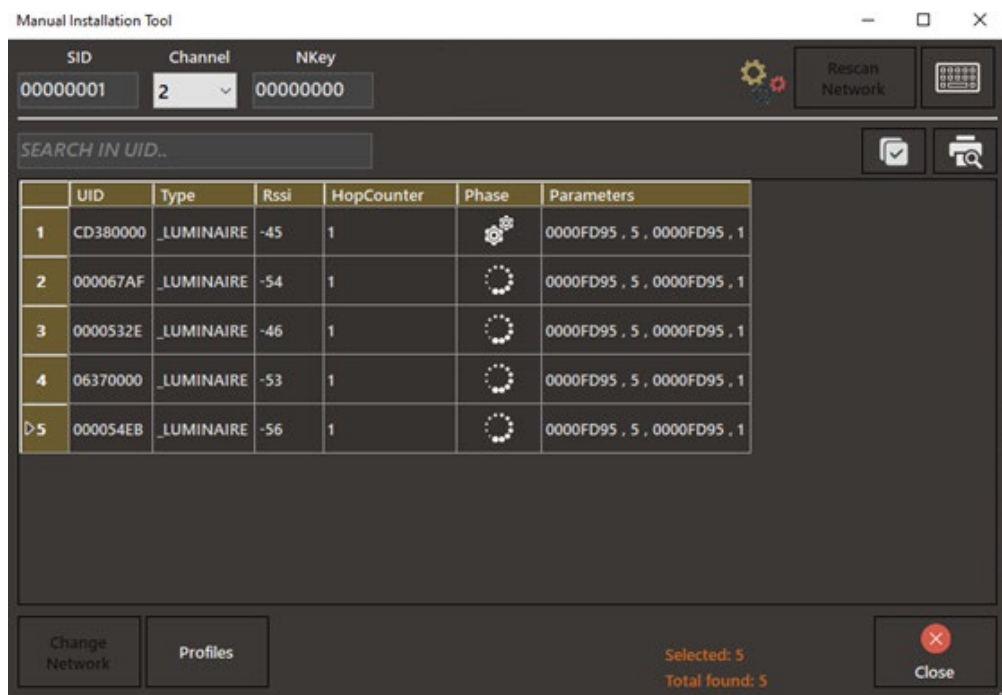 Manual Installation Tool
SID Channel NKey
00000001 2 00000000
Rescan
Network
SEARCH IN UID..
UID Type Rssi HopCounter Phase Parameters
1 CD380000 _LUMINAIRE -45 1 0000FD95 , 5 , 0000FD95 , 1
2 000067AF _LUMINAIRE -54 1 0000FD95 , 5 , 0000FD95 , 1
3 0000532E _LUMINAIRE -46 1 0000FD95 , 5 , 0000FD95 , 1
4 06370000 _LUMINAIRE -53 1 0000FD95 , 5 , 0000FD95 , 1
5 000054EB _LUMINAIRE -56 1 0000FD95 , 5 , 0000FD95 , 1
Change
Network
Profiles
Selected: 5
Total found: 5
Close